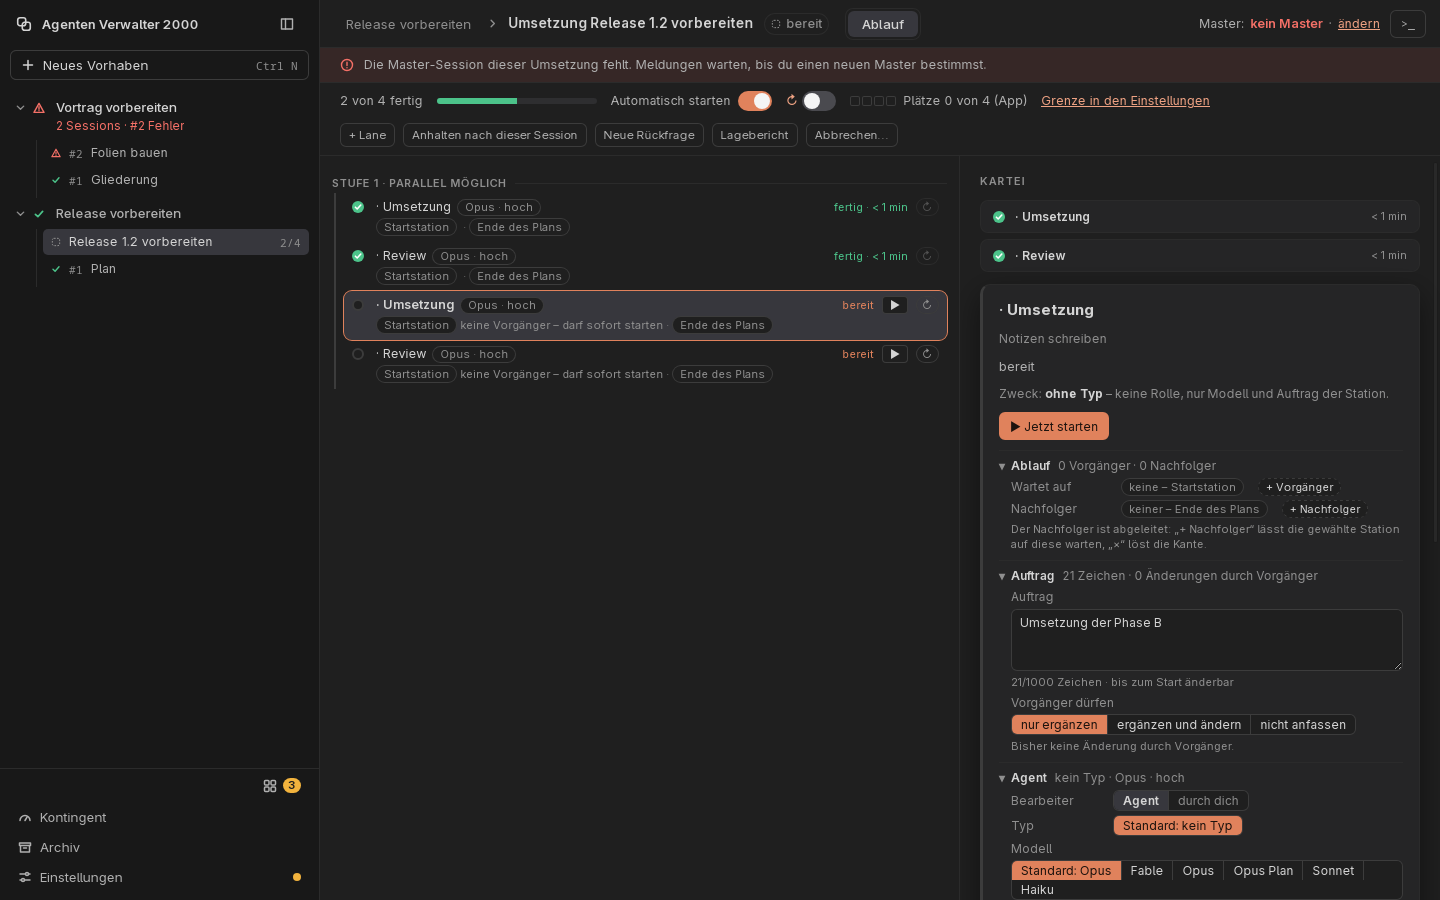 Agenten Verwalter 2000
Neues Vorhaben Ctrl N
Vortrag vorbereiten
2 Sessions · #2 Fehler
#2 Folien bauen
#1 Gliederung
Release vorbereiten
Release 1.2 vorbereiten 2/4
#1 Plan
3
Kontingent
Archiv
Einstellungen
Release vorbereiten > Umsetzung Release 1.2 vorbereiten bereit Ablauf
Master: kein Master · ändern >_
Die Master-Session dieser Umsetzung fehlt. Meldungen warten, bis du einen neuen Master bestimmst.
2 von 4 fertig Automatisch starten Plätze 0 von 4 (App) Grenze in den Einstellungen
+ Lane Anhalten nach dieser Session Neue Rückfrage Lagebericht Abbrechen…
STUFE 1 · PARALLEL MÖGLICH
· Umsetzung Opus · hoch fertig · < 1 min
Startstation · Ende des Plans
· Review Opus · hoch fertig · < 1 min
Startstation · Ende des Plans
· Umsetzung Opus · hoch bereit
Startstation keine Vorgänger – darf sofort starten · Ende des Plans
· Review Opus · hoch bereit
Startstation keine Vorgänger – darf sofort starten · Ende des Plans
KARTEI
· Umsetzung < 1 min
· Review < 1 min
· Umsetzung
Notizen schreiben
bereit
Zweck: ohne Typ – keine Rolle, nur Modell und Auftrag der Station.
▶ Jetzt starten
▾ Ablauf 0 Vorgänger · 0 Nachfolger
Wartet auf keine – Startstation + Vorgänger
Nachfolger keiner – Ende des Plans + Nachfolger
Der Nachfolger ist abgeleitet: „+ Nachfolger“ lässt die gewählte Station
auf diese warten, „×“ löst die Kante.
▾ Auftrag 21 Zeichen · 0 Änderungen durch Vorgänger
Auftrag
Umsetzung der Phase B
21/1000 Zeichen · bis zum Start änderbar
Vorgänger dürfen
nur ergänzen ergänzen und ändern nicht anfassen
Bisher keine Änderung durch Vorgänger.
▾ Agent kein Typ · Opus · hoch
Bearbeiter Agent durch dich
Typ Standard: kein Typ
Modell
Standard: Opus Fable Opus Opus Plan Sonnet
Haiku